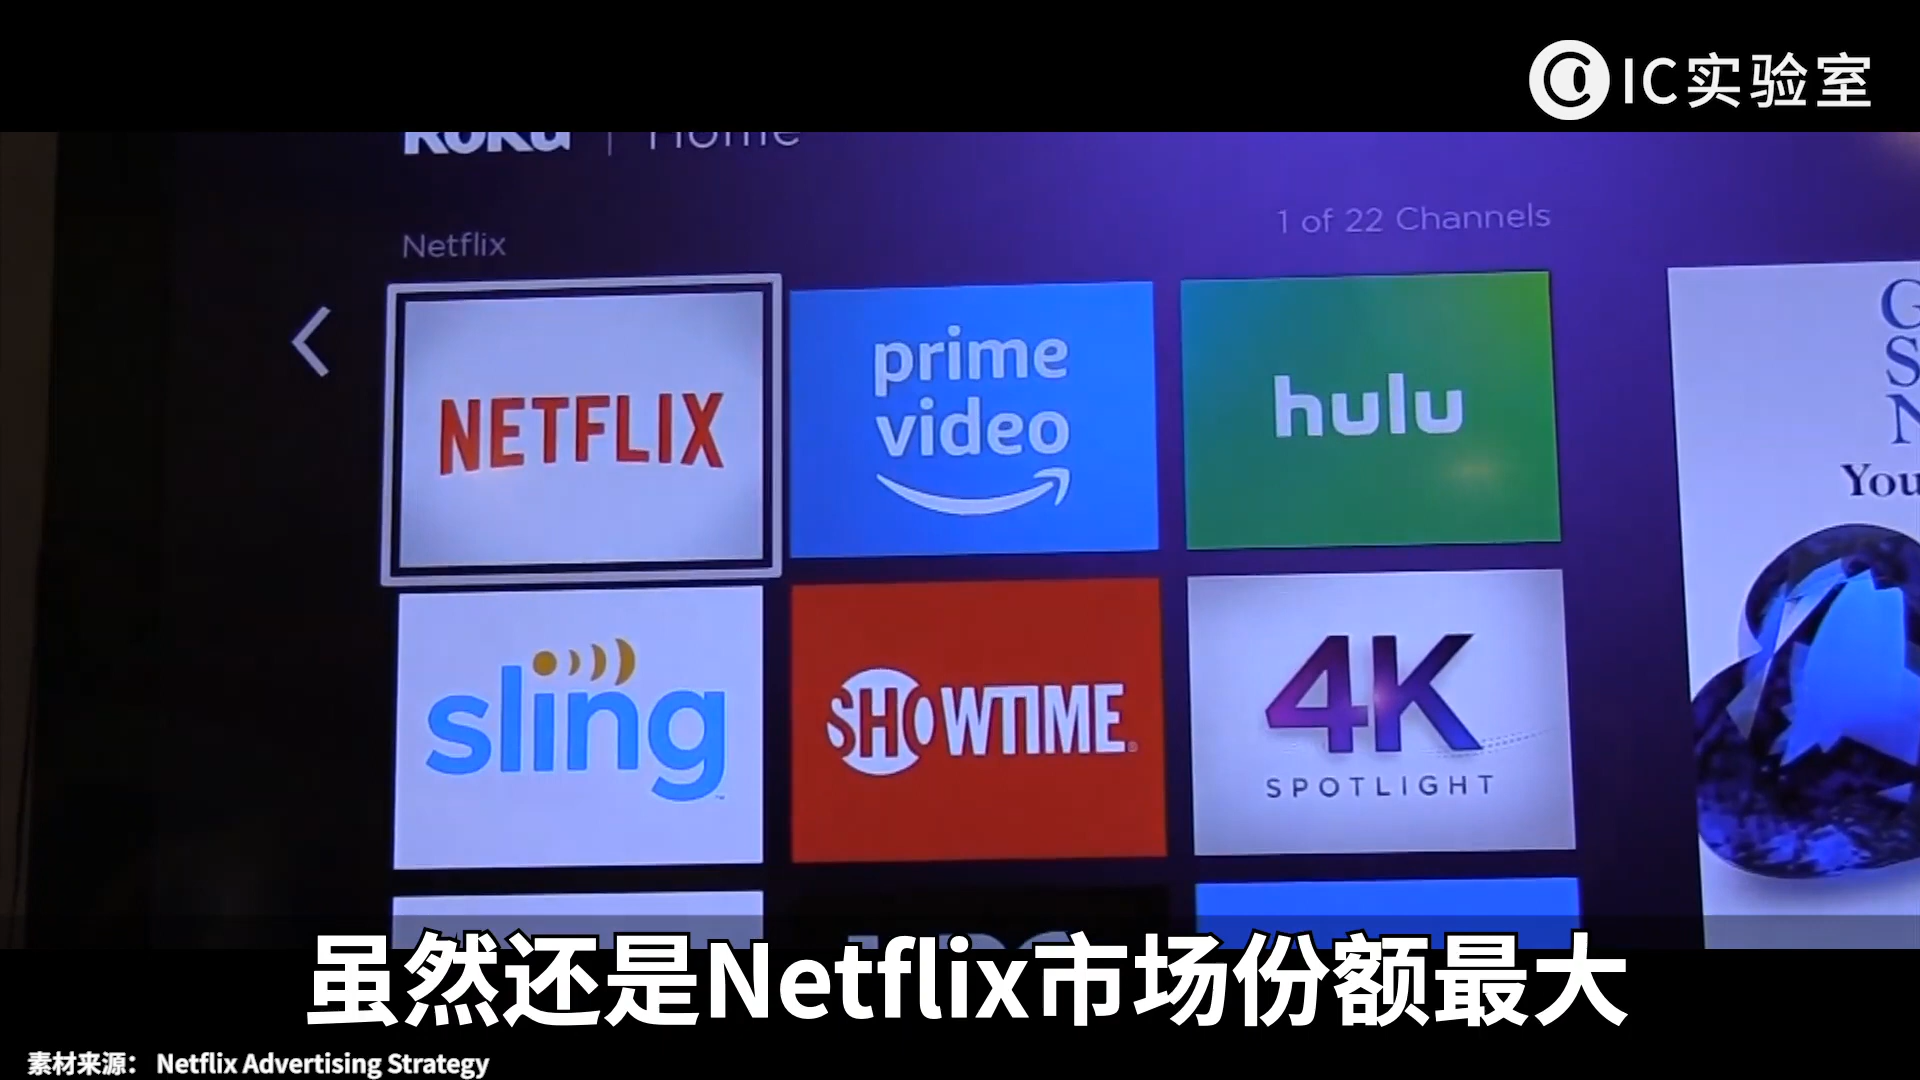 IC实验室
Roku | Home
Netflix
1 of 22 Channels
NETFLIX
prime video
hulu
You
sling
SHOWTIME
4K
SPOTLIGHT
虽然还是Netflix市场份额最大
素材来源： Netflix Advertising Strategy